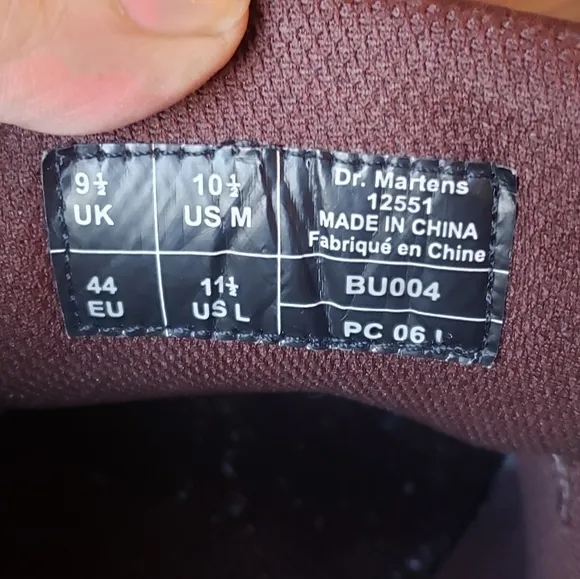 9½
UK
10½
US M
Dr. Martens
12551
MADE IN CHINA
Fabriqué en Chine
44
EU
11½
US L
BU004
PC 06